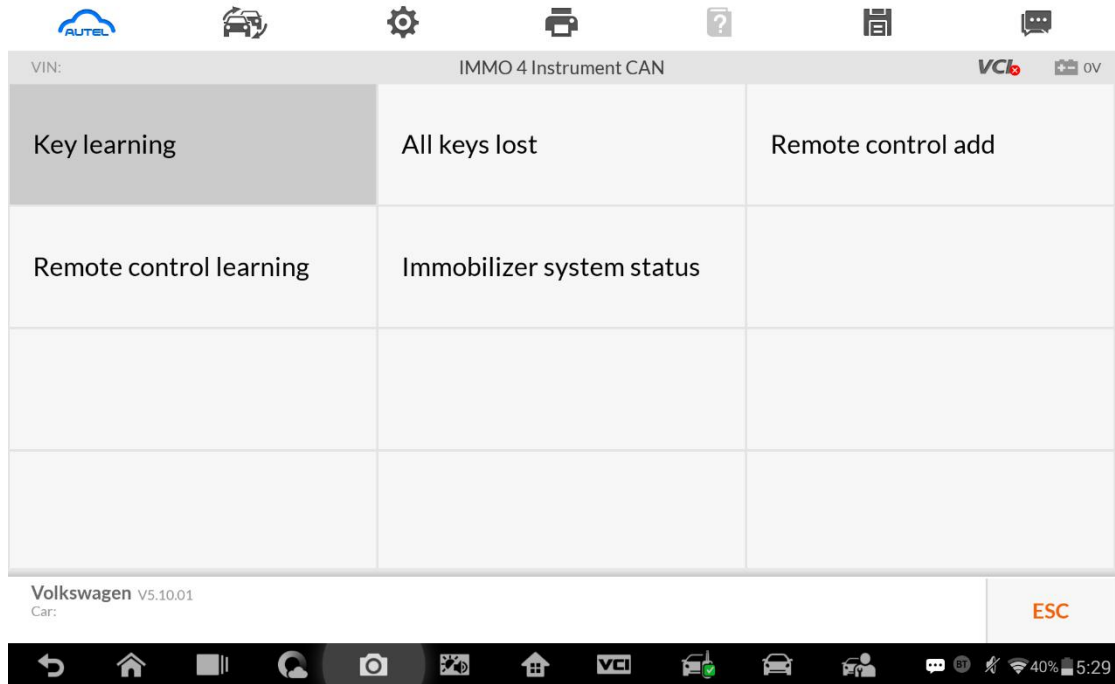 AUTEL
VIN:
IMMO 4 Instrument CAN
VCI
0V
Key learning
All keys lost
Remote control add
Remote control learning
Immobilizer system status
Volkswagen V5.10.01
Car:
ESC
VCI
BT
40%
5:29